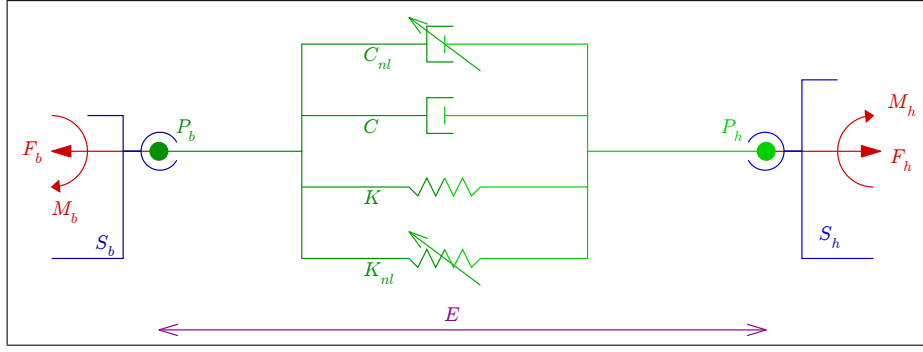 C_nl
M_h
P_b
C
P_h
F_b
F_h
K
M_b
S_h
S_b
K_nl
E